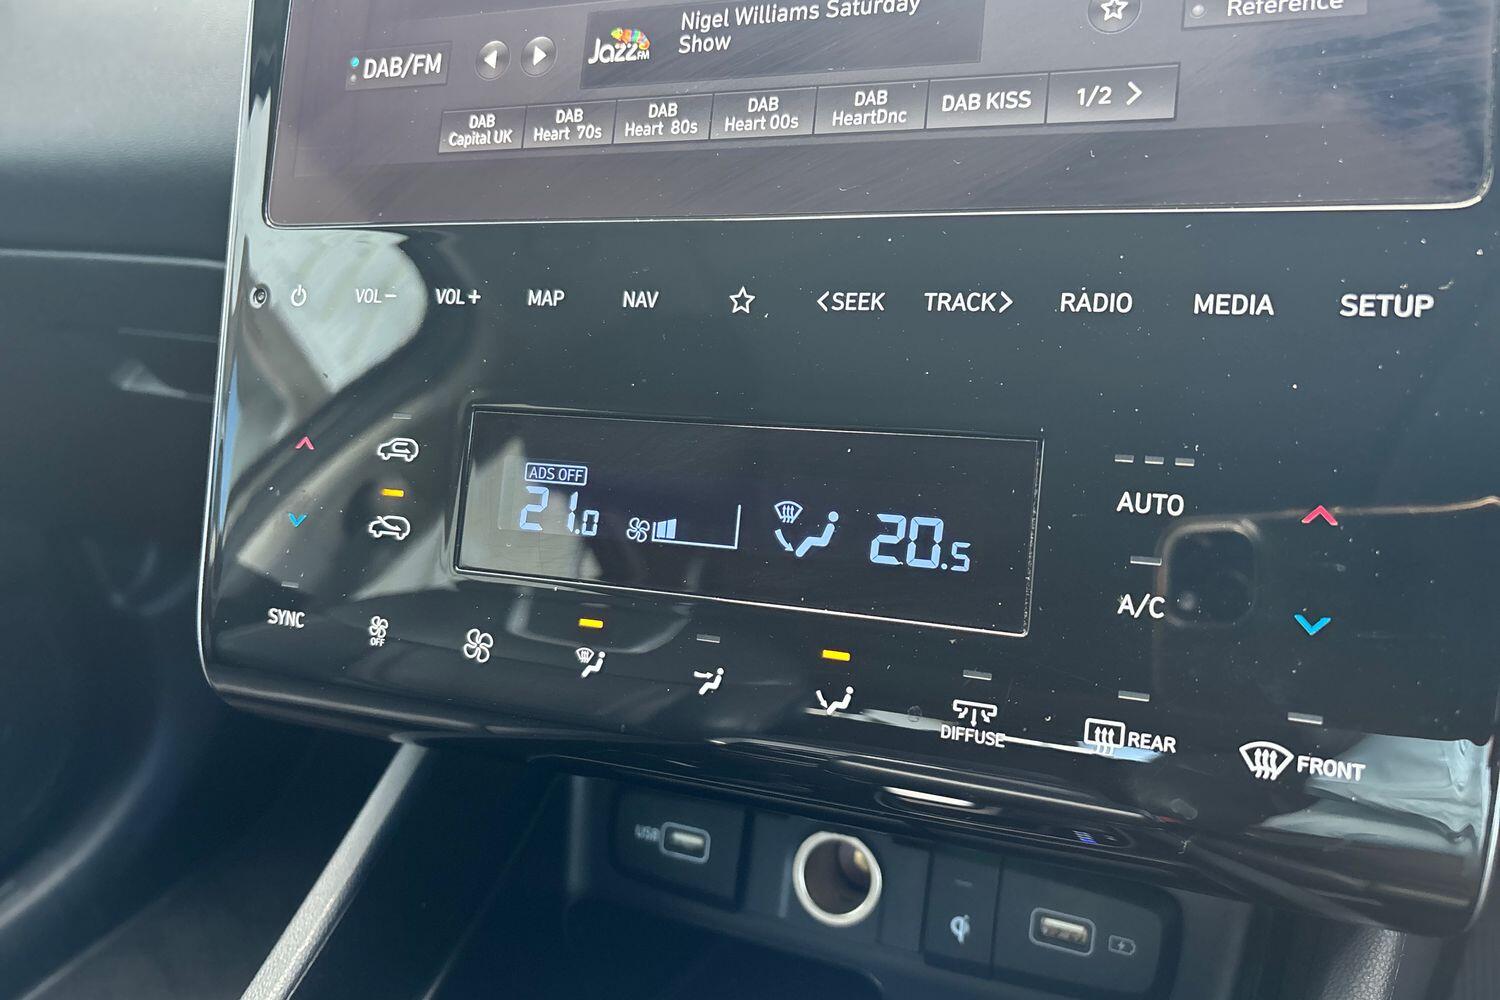 Nigel Williams Saturday
Show
Reference
DAB/FM
Jazz FM
DAB
Capital UK
DAB
Heart 70s
DAB
Heart 80s
DAB
Heart 00s
DAB
HeartDnc
DAB KISS
1/2 >
VOL−
VOL+
MAP
NAV
<SEEK
TRACK>
RADIO
MEDIA
SETUP
ADS OFF
21.0
20.5
AUTO
A/C
SYNC
OFF
DIFFUSE
REAR
FRONT
USB